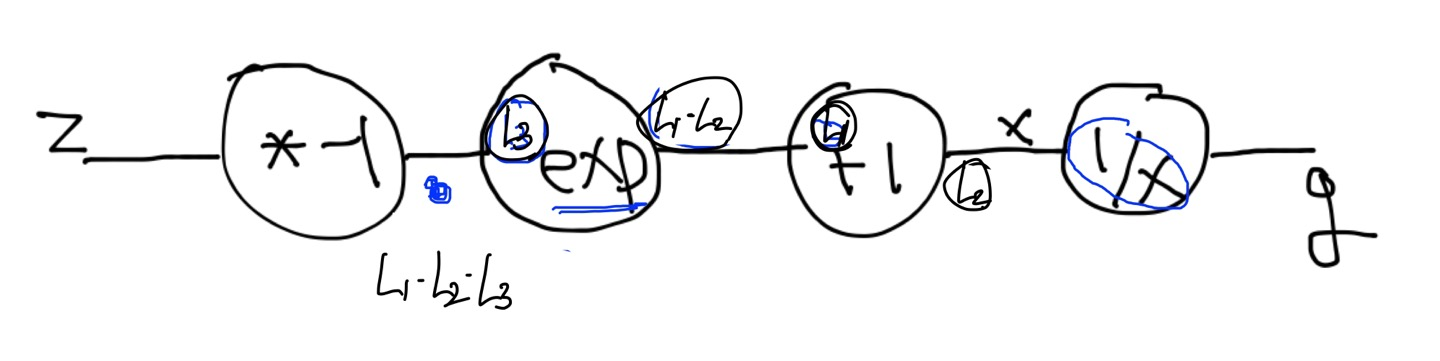 Z
* -1
L3
exp
L1·L2
L1
+1
x
L2
1/x
g
L1·L2·L3